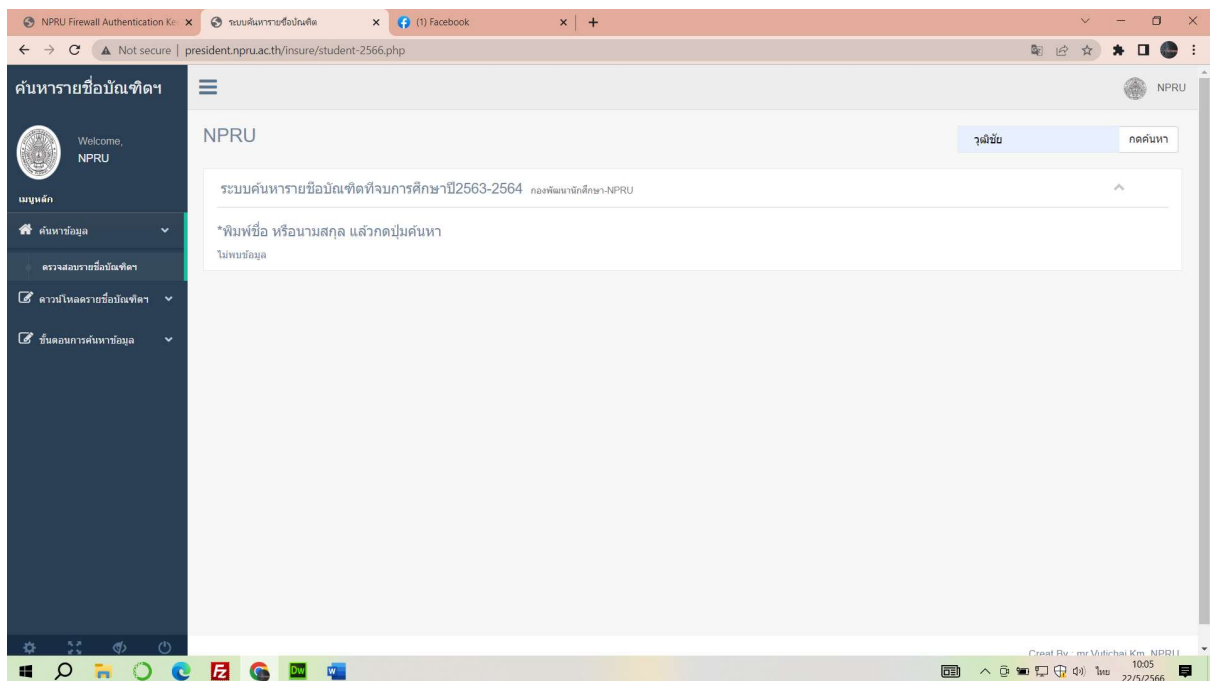 NPRU Firewall Authentication Ke
ระบบค้นหารายชื่อบัณฑิต
(1) Facebook
Not secure
president.npru.ac.th/insure/student-2566.php
ค้นหารายชื่อบัณฑิตฯ
NPRU
Welcome,
NPRU
NPRU
วุฒิชัย
กดค้นหา
ระบบค้นหารายชื่อบัณฑิตที่จบการศึกษาปี2563-2564 กองพัฒนานักศึกษา-NPRU
เมนูหลัก
ค้นหาข้อมูล
*พิมพ์ชื่อ หรือนามสกุล แล้วกดปุ่มค้นหา
ไม่พบข้อมูล
ตรวจสอบรายชื่อบัณฑิตฯ
ดาวน์โหลดรายชื่อบัณฑิตฯ
ขั้นตอนการค้นหาข้อมูล
Creat By : mr.Vutichai Km. NPRU
ไทย
10:05
22/5/2566